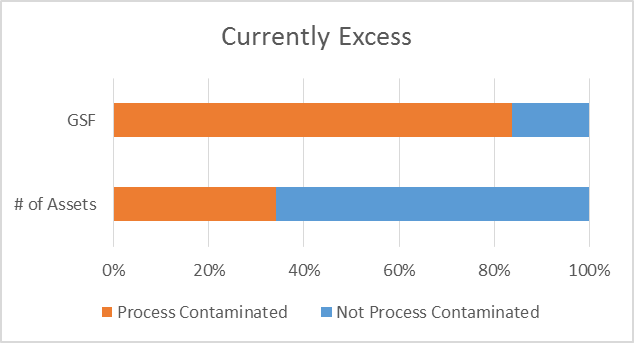 Currently Excess
GSF
# of Assets
0% 20% 40% 60% 80% 100%
Process Contaminated Not Process Contaminated